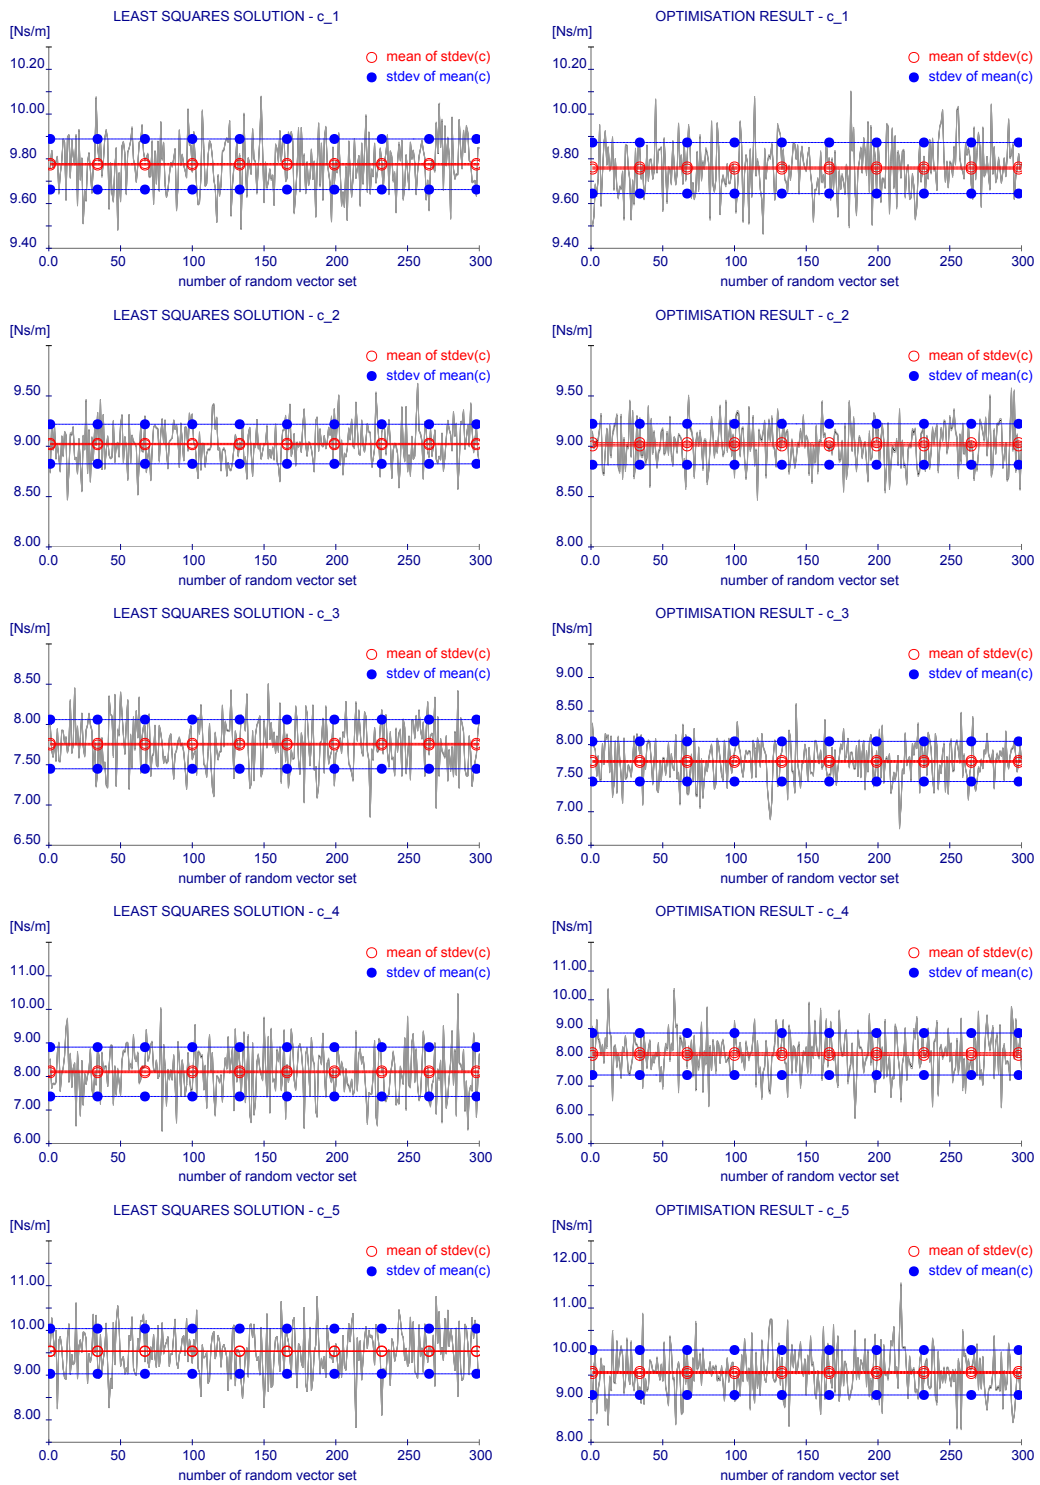 LEAST SQUARES SOLUTION - c_1
[Ns/m]
mean of stdev(c)
stdev of mean(c)
10.20
10.00
9.80
9.60
9.40
0.0 50 100 150 200 250 300
number of random vector set
OPTIMISATION RESULT - c_1
[Ns/m]
mean of stdev(c)
stdev of mean(c)
10.20
10.00
9.80
9.60
9.40
0.0 50 100 150 200 250 300
number of random vector set
LEAST SQUARES SOLUTION - c_2
[Ns/m]
mean of stdev(c)
stdev of mean(c)
9.50
9.00
8.50
8.00
0.0 50 100 150 200 250 300
number of random vector set
OPTIMISATION RESULT - c_2
[Ns/m]
mean of stdev(c)
stdev of mean(c)
9.50
9.00
8.50
8.00
0.0 50 100 150 200 250 300
number of random vector set
LEAST SQUARES SOLUTION - c_3
[Ns/m]
mean of stdev(c)
stdev of mean(c)
8.50
8.00
7.50
7.00
6.50
0.0 50 100 150 200 250 300
number of random vector set
OPTIMISATION RESULT - c_3
[Ns/m]
mean of stdev(c)
stdev of mean(c)
9.00
8.50
8.00
7.50
7.00
6.50
0.0 50 100 150 200 250 300
number of random vector set
LEAST SQUARES SOLUTION - c_4
[Ns/m]
mean of stdev(c)
stdev of mean(c)
11.00
10.00
9.00
8.00
7.00
6.00
0.0 50 100 150 200 250 300
number of random vector set
OPTIMISATION RESULT - c_4
[Ns/m]
mean of stdev(c)
stdev of mean(c)
11.00
10.00
9.00
8.00
7.00
6.00
5.00
0.0 50 100 150 200 250 300
number of random vector set
LEAST SQUARES SOLUTION - c_5
[Ns/m]
mean of stdev(c)
stdev of mean(c)
11.00
10.00
9.00
8.00
0.0 50 100 150 200 250 300
number of random vector set
OPTIMISATION RESULT - c_5
[Ns/m]
mean of stdev(c)
stdev of mean(c)
12.00
11.00
10.00
9.00
8.00
0.0 50 100 150 200 250 300
number of random vector set